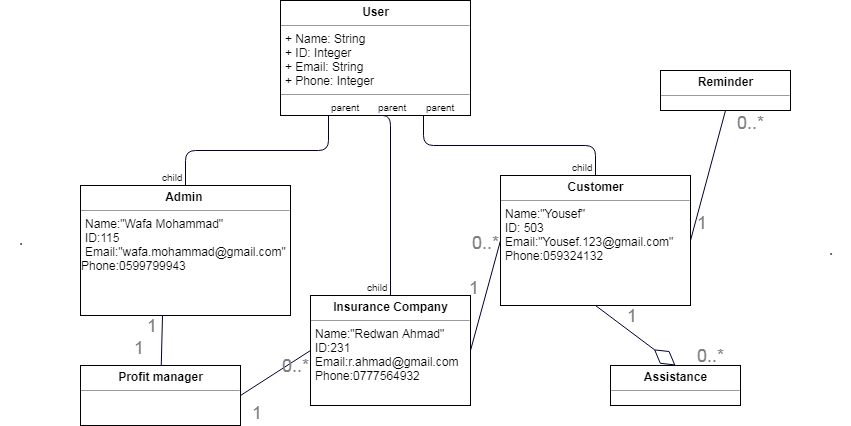 User
+ Name: String
+ ID: Integer
+ Email: String
+ Phone: Integer
parent
parent
parent
Reminder
0..*
child
child
Admin
Name:"Wafa Mohammad"
ID:115
Email:"wafa.mohammad@gmail.com"
Phone:0599799943
Customer
Name:"Yousef"
ID: 503
Email:"Yousef.123@gmail.com"
Phone:059324132
1
0..*
child
1
Insurance Company
Name:"Redwan Ahmad"
ID:231
Email:r.ahmad@gmail.com
Phone:0777564932
1
1
1
0..*
0..*
Profit manager
1
Assistance